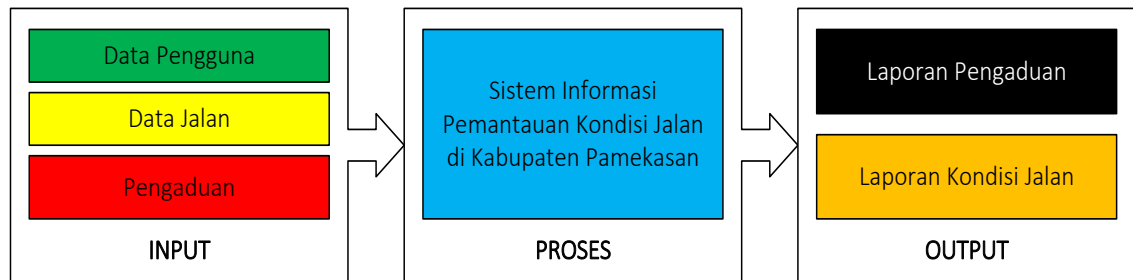 Data Pengguna
Data Jalan
Pengaduan
INPUT
Sistem Informasi
Pemantauan Kondisi Jalan
di Kabupaten Pamekasan
PROSES
Laporan Pengaduan
Laporan Kondisi Jalan
OUTPUT